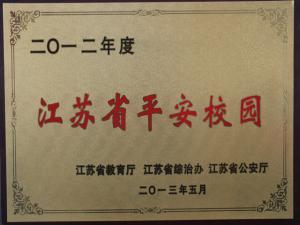 二〇一二年度
江苏省平安校园
江苏省教育厅 江苏省综治办 江苏省公安厅
二〇一三年五月